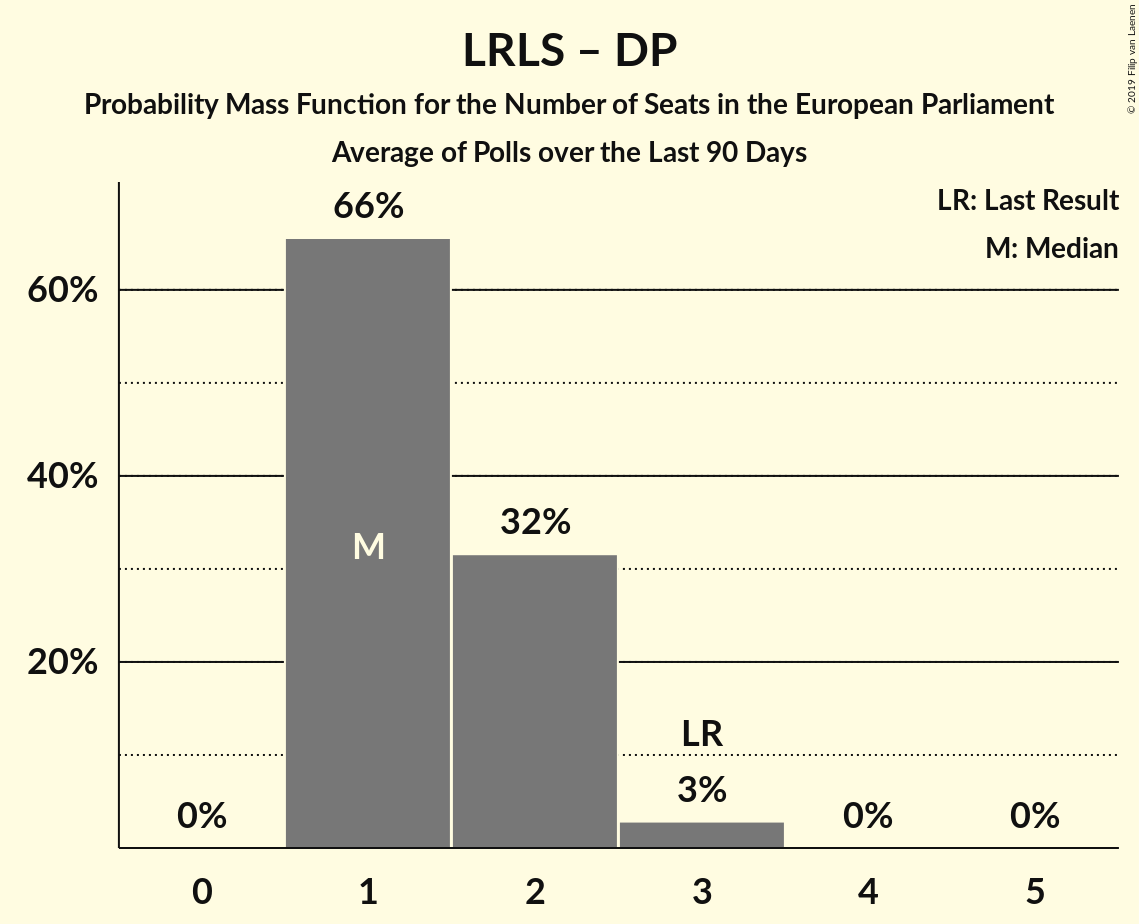 LRLS – DP
Probability Mass Function for the Number of Seats in the European Parliament
Average of Polls over the Last 90 Days
© 2019 Filip van Laenen
LR: Last Result
M: Median
66%
60%
40%
32%
M
20%
LR
3%
0%
0%
0%
0 1 2 3 4 5